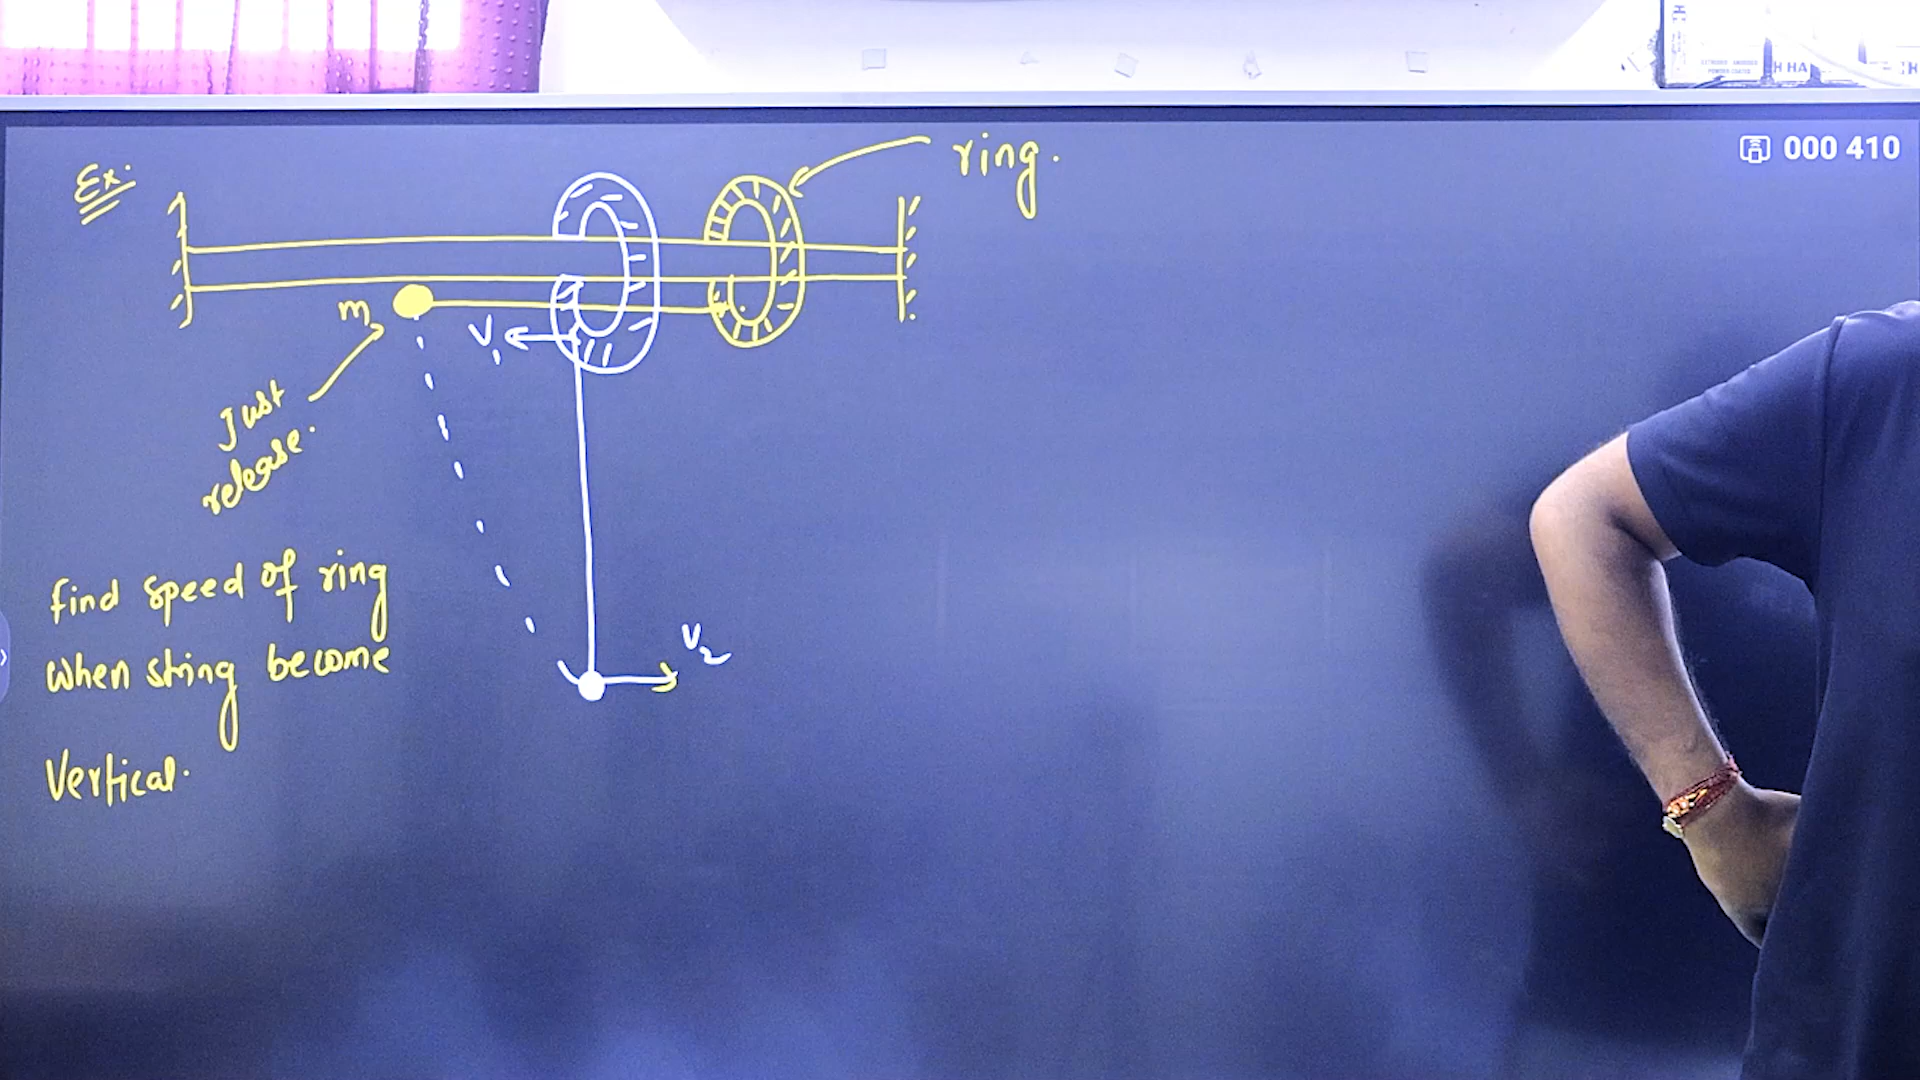 Ex.
ring.
000 410
m
V₁
Just
release.
V₂
find speed of ring
when string become
Vertical.